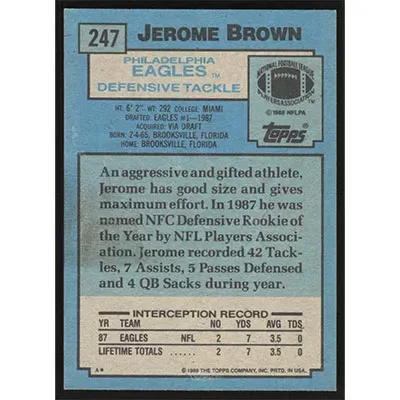 247
JEROME BROWN
PHILADELPHIA
EAGLES™
DEFENSIVE TACKLE
NATIONAL FOOTBALL LEAGUE
PLAYERS ASSOCIATION
©1988 NFLPA
TOPPS
HT: 6' 2" WT: 292 COLLEGE: MIAMI
DRAFTED: EAGLES #1-1987
ACQUIRED: VIA DRAFT
BORN: 2-4-65, BROOKSVILLE, FLORIDA
HOME: BROOKSVILLE, FLORIDA
An aggressive and gifted athlete,
Jerome has good size and gives
maximum effort. In 1987 he was
named NFC Defensive Rookie of
the Year by NFL Players Associ-
ation. Jerome recorded 42 Tack-
les, 7 Assists, 5 Passes Defensed
and 4 QB Sacks during year.
INTERCEPTION RECORD
YR TEAM NO YDS AVG TDS
87 EAGLES NFL 2 7 3.5 0
LIFETIME TOTALS ...... 2 7 3.5 0
A* ©1988 THE TOPPS COMPANY, INC. PRTD. IN U.S.A.